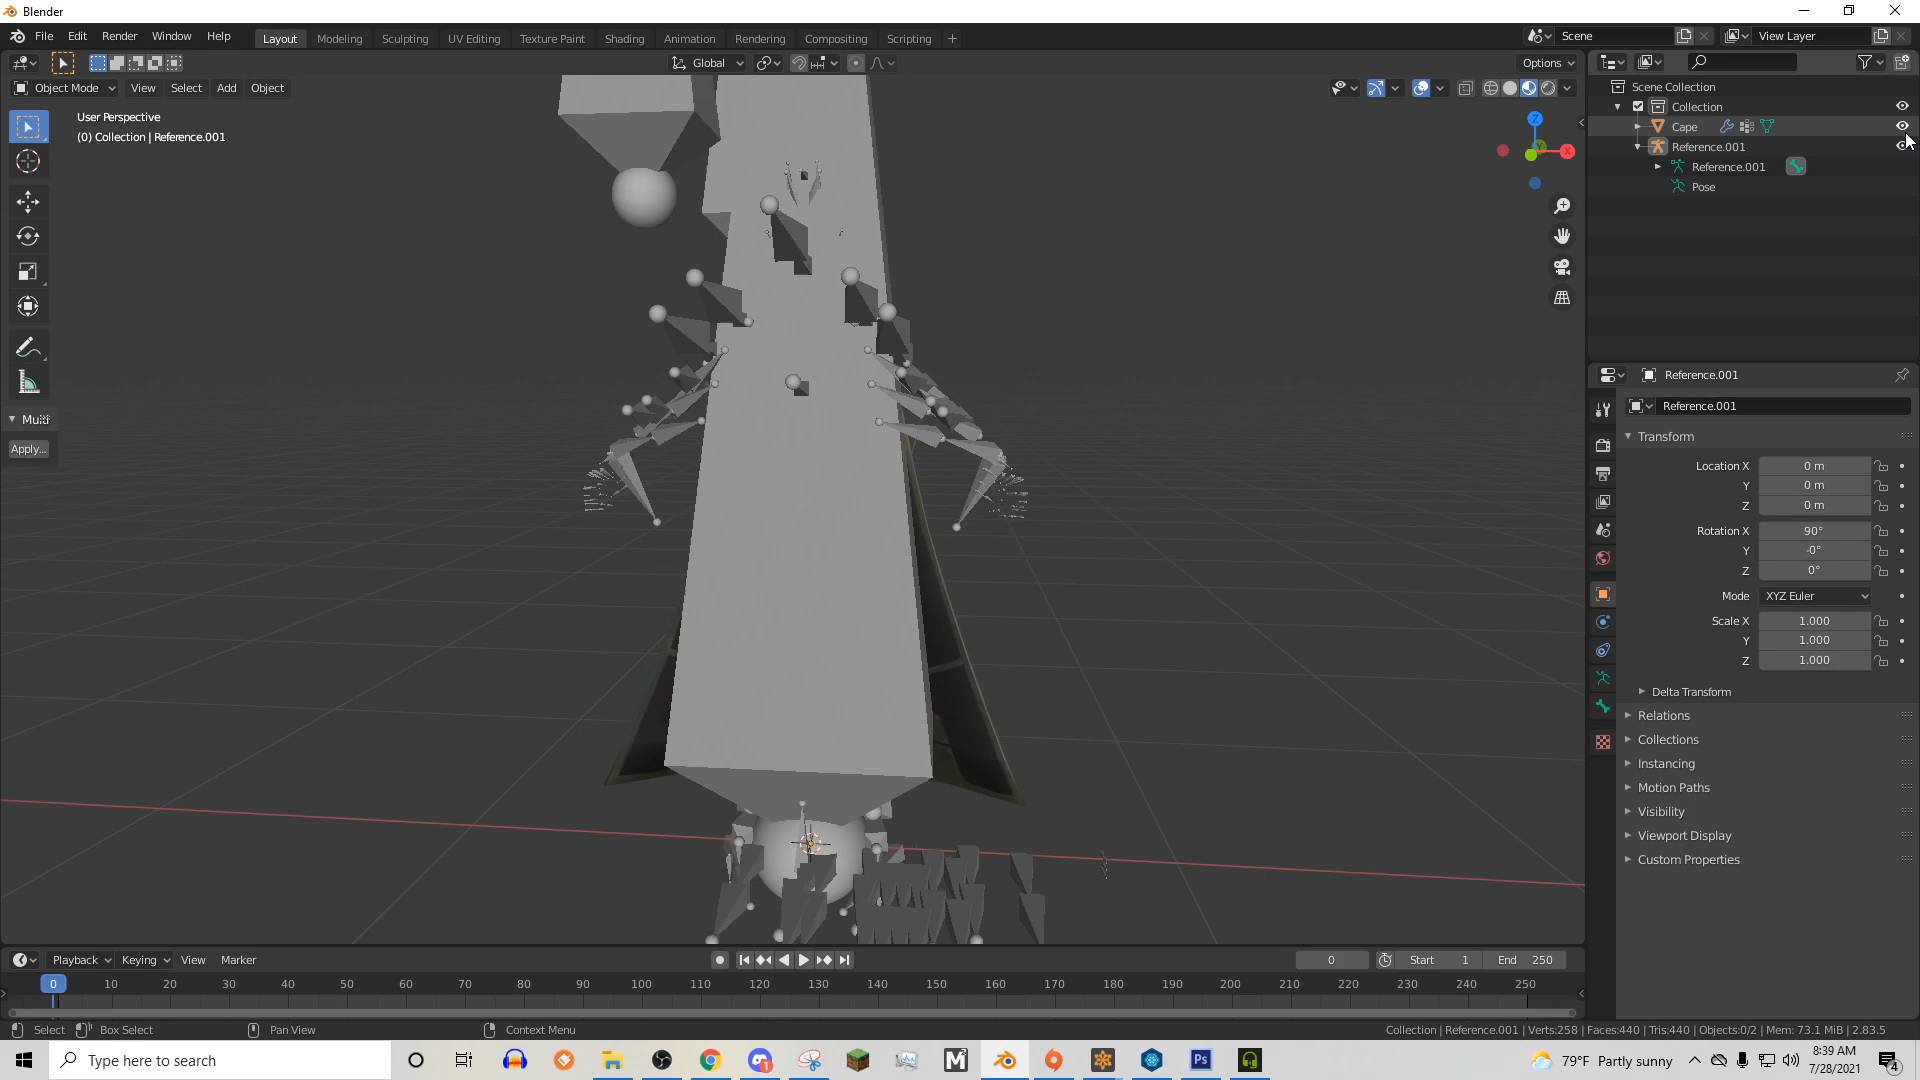 Blender
File Edit Render Window Help
Layout Modeling Sculpting UV Editing Texture Paint Shading Animation Rendering Compositing Scripting +
Scene
View Layer
Global
Options
Object Mode View Select Add Object
User Perspective
(0) Collection | Reference.001
Z
X
Y
Apply...
Scene Collection
Collection
Cape
Reference.001
Reference.001
Pose
Reference.001
Reference.001
Transform
Location X 0 m
Y 0 m
Z 0 m
Rotation X 90°
Y -0°
Z 0°
Mode XYZ Euler
Scale X 1.000
Y 1.000
Z 1.000
Delta Transform
Relations
Collections
Instancing
Motion Paths
Visibility
Viewport Display
Custom Properties
Playback Keying View Marker
0 Start 1 End 250
0 10 20 30 40 50 60 70 80 90 100 110 120 130 140 150 160 170 180 190 200 210 220 230 240 250
Select Box Select Pan View Context Menu
Collection | Reference.001 | Verts:258 | Faces:440 | Tris:440 | Objects:0/2 | Mem: 73.1 MiB | 2.83.5
Type here to search
1
M
Ps
79°F Partly sunny
8:39 AM
7/28/2021
4